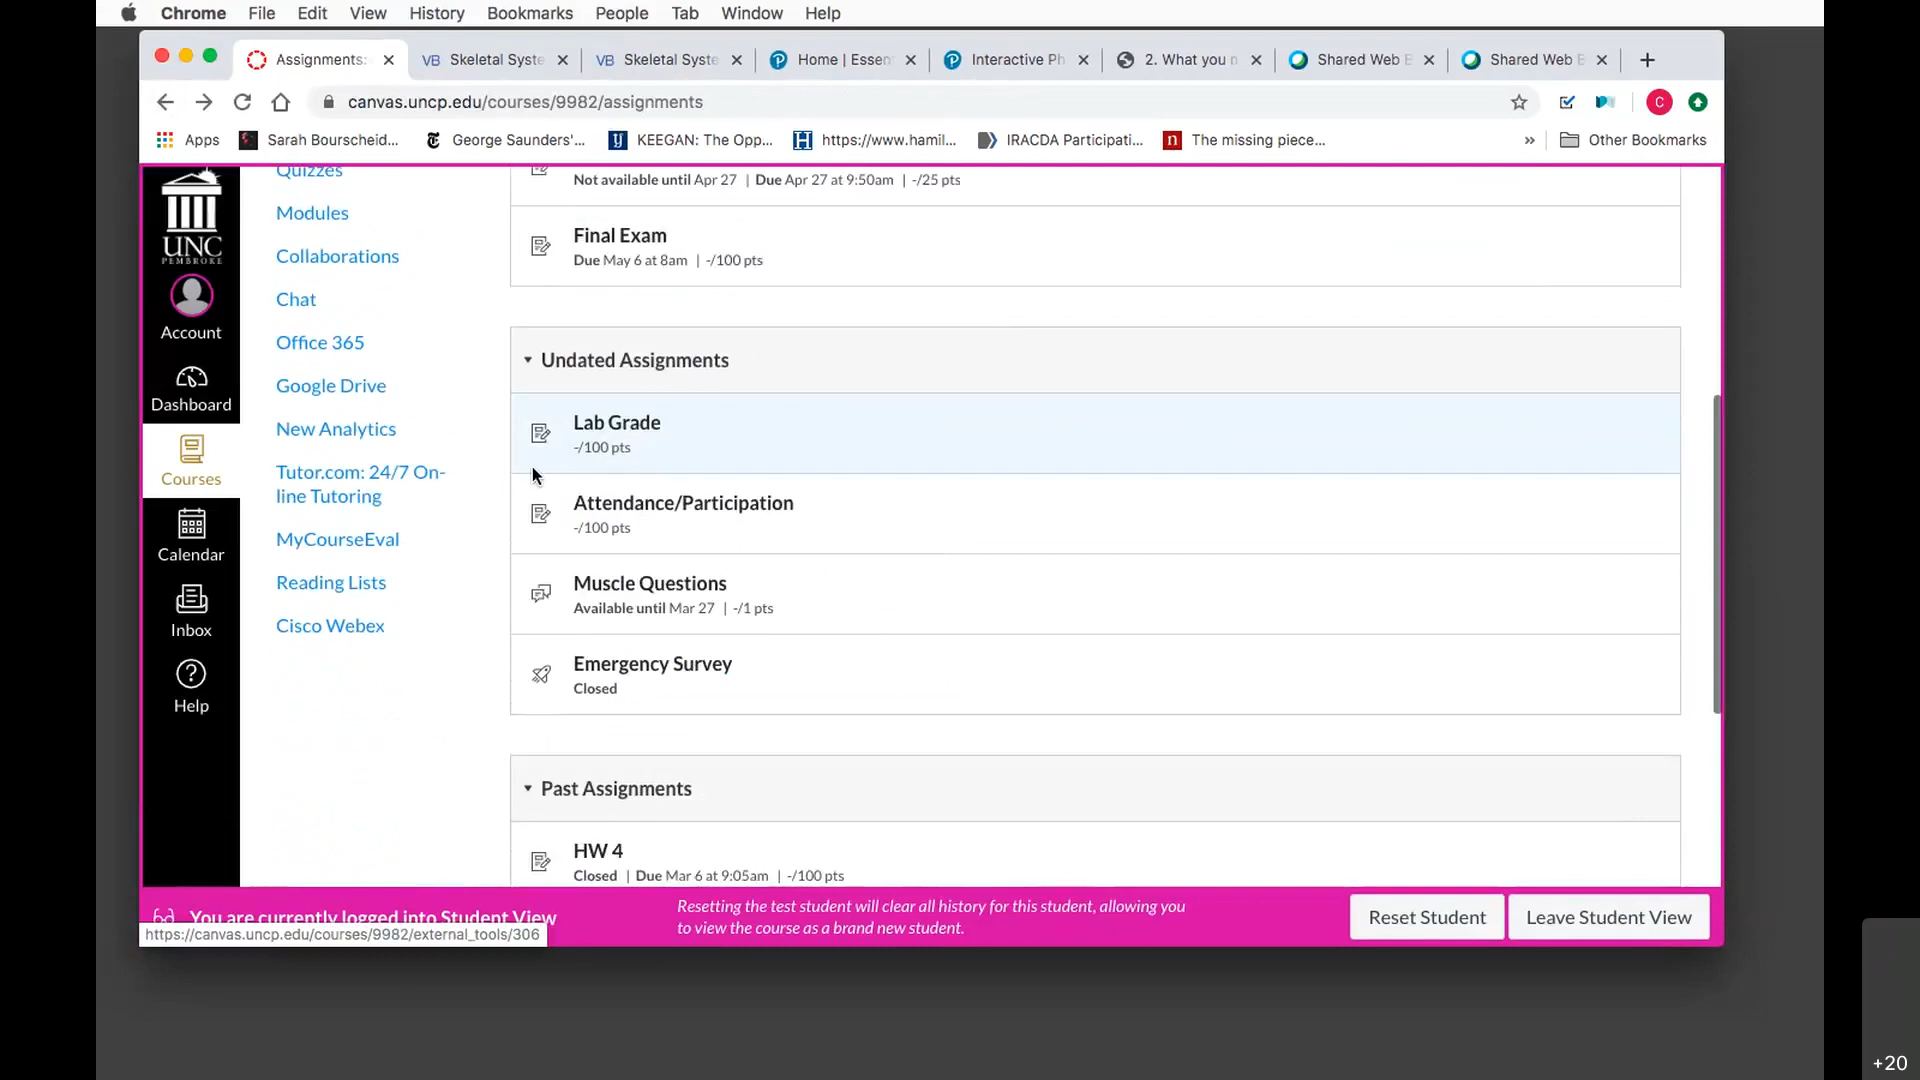 Chrome File Edit View History Bookmarks People Tab Window Help
Assignments: VB Skeletal Syste VB Skeletal Syste Home | Essen Interactive Ph 2. What you n Shared Web E Shared Web E
canvas.uncp.edu/courses/9982/assignments C
Apps Sarah Bourscheid... George Saunders'... KEEGAN: The Opp... https://www.hamil... IRACDA Participati... The missing piece... » Other Bookmarks
UNC
PEMBROKE
Account
Dashboard
Courses
Calendar
Inbox
Help
Quizzes
Modules
Collaborations
Chat
Office 365
Google Drive
New Analytics
Tutor.com: 24/7 On-
line Tutoring
MyCourseEval
Reading Lists
Cisco Webex
Not available until Apr 27 | Due Apr 27 at 9:50am | -/25 pts
Final Exam
Due May 6 at 8am | -/100 pts
Undated Assignments
Lab Grade
-/100 pts
Attendance/Participation
-/100 pts
Muscle Questions
Available until Mar 27 | -/1 pts
Emergency Survey
Closed
Past Assignments
HW 4
Closed | Due Mar 6 at 9:05am | -/100 pts
You are currently logged into Student View
https://canvas.uncp.edu/courses/9982/external_tools/306
Resetting the test student will clear all history for this student, allowing you
to view the course as a brand new student.
Reset Student
Leave Student View
+20